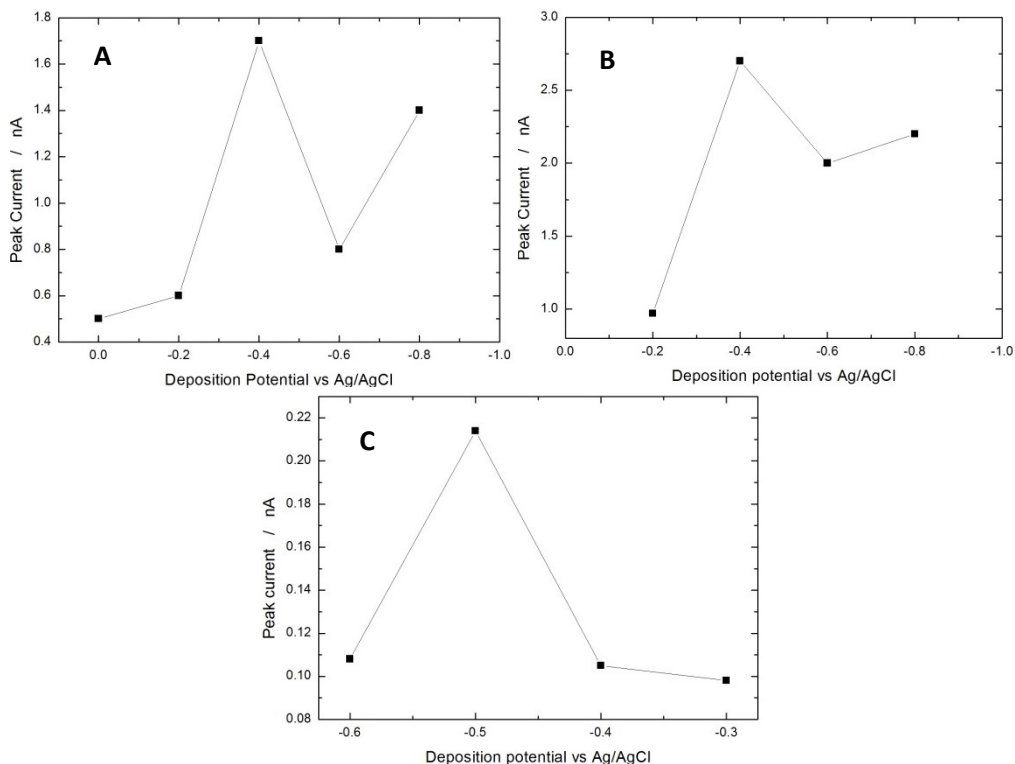 A
Peak Current / nA
1.8
1.6
1.4
1.2
1.0
0.8
0.6
0.4
0.0 -0.2 -0.4 -0.6 -0.8 -1.0
Deposition Potential vs Ag/AgCl
B
Peak Current / nA
3.0
2.5
2.0
1.5
1.0
0.0 -0.2 -0.4 -0.6 -0.8 -1.0
Deposition potential vs Ag/AgCl
C
Peak current / nA
0.22
0.20
0.18
0.16
0.14
0.12
0.10
0.08
-0.6 -0.5 -0.4 -0.3
Deposition potential vs Ag/AgCl